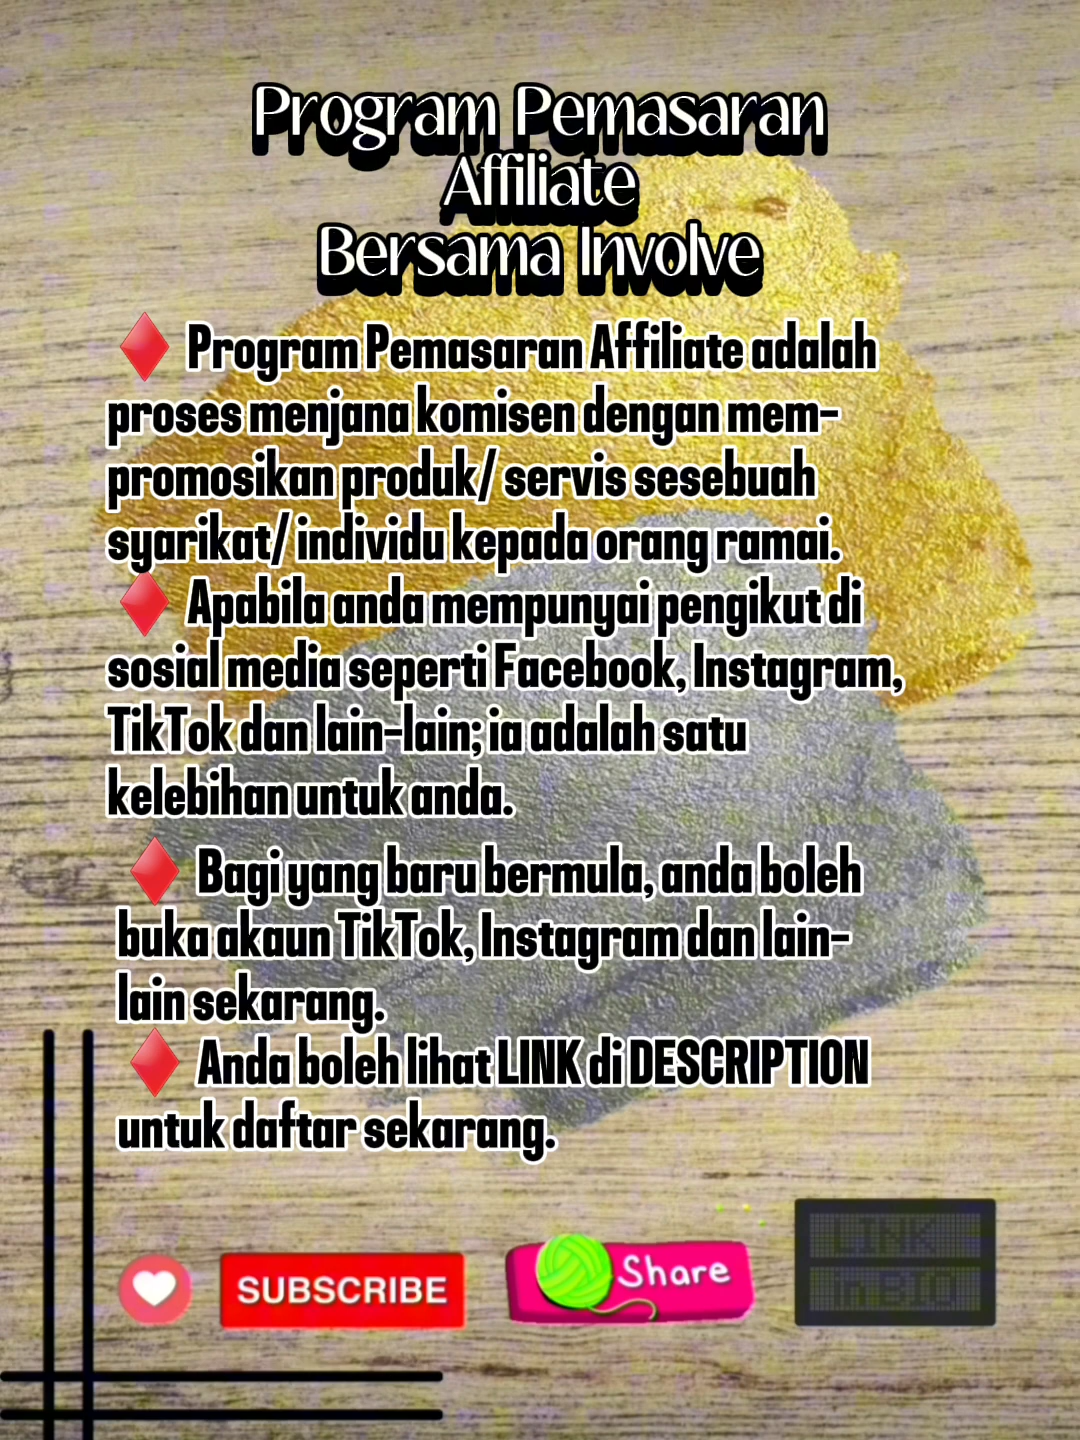 Program Pemasaran
Affiliate
Bersama Involve
♦ Program Pemasaran Affiliate adalah
proses menjana komisen dengan mem-
promosikan produk/ servis sesebuah
syarikat/ individu kepada orang ramai.
♦ Apabila anda mempunyai pengikut di
sosial media seperti Facebook, Instagram,
TikTok dan lain-lain; ia adalah satu
kelebihan untuk anda.
♦ Bagi yang baru bermula, anda boleh
buka akaun TikTok, Instagram dan lain-
lain sekarang.
♦ Anda boleh lihat LINK di DESCRIPTION
untuk daftar sekarang.
SUBSCRIBE
Share
LINK
in BIO